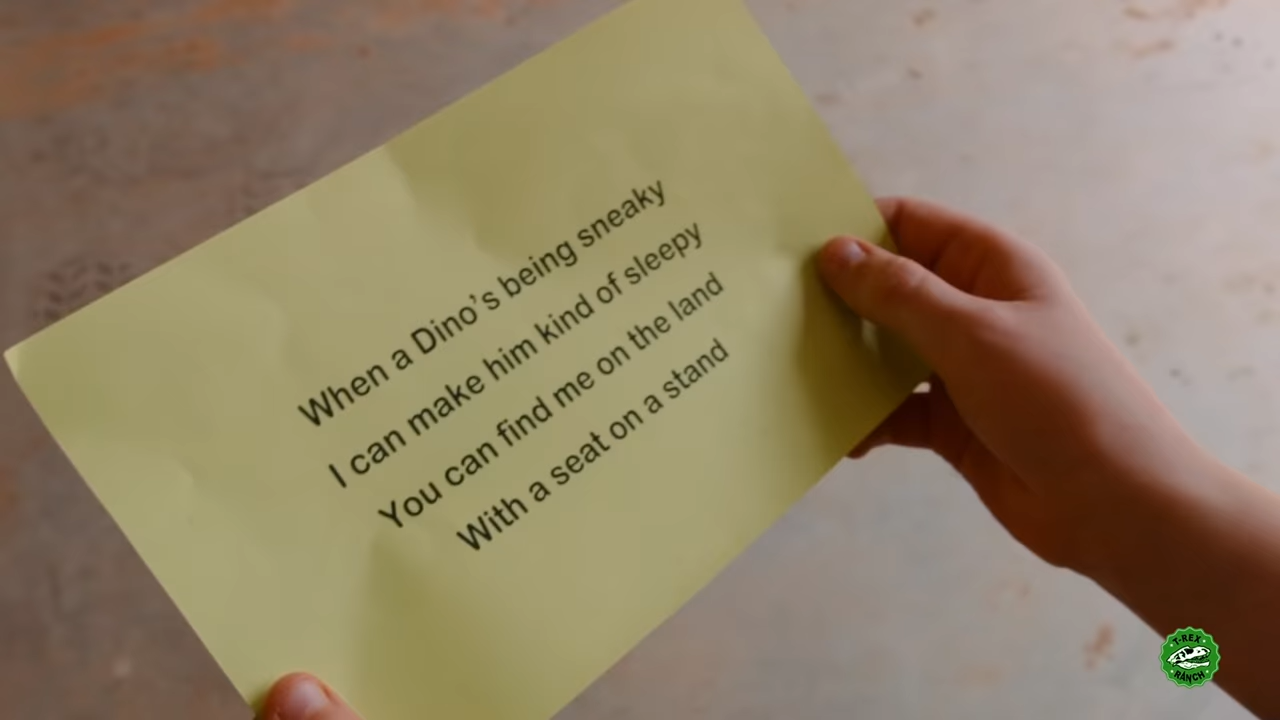 When a Dino's being sneaky
I can make him kind of sleepy
You can find me on the land
With a seat on a stand
T-REX
RANCH